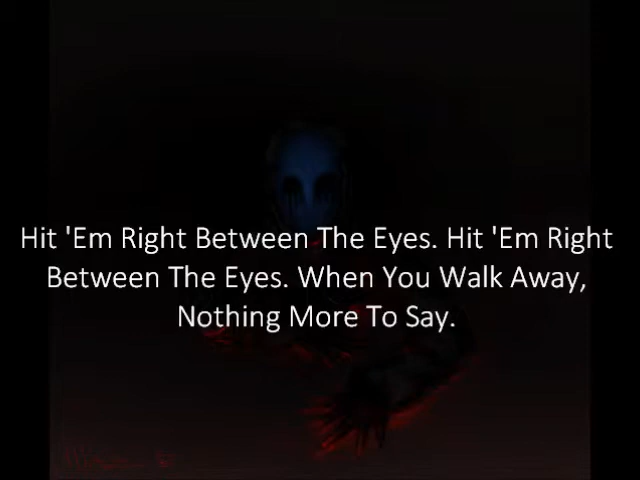 Hit 'Em Right Between The Eyes. Hit 'Em Right
Between The Eyes. When You Walk Away,
Nothing More To Say.